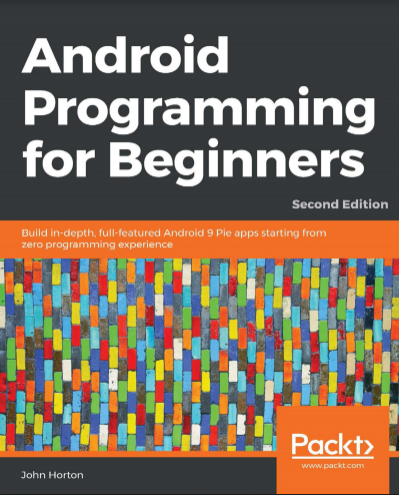 Android
Programming
for Beginners
Second Edition
Build in-depth, full-featured Android 9 Pie apps starting from
zero programming experience
Packt>
www.packt.com
John Horton